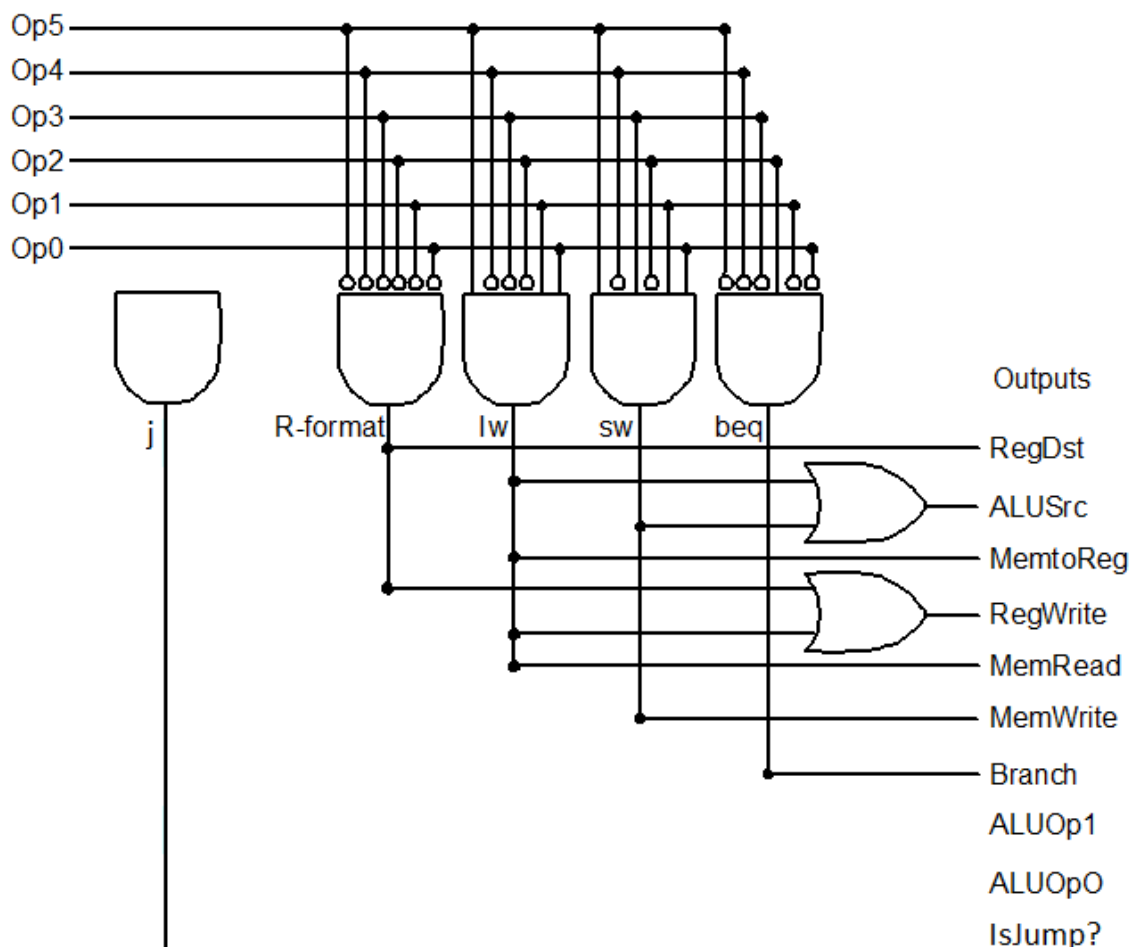 Op5
Op4
Op3
Op2
Op1
Op0
j
R-format
lw
sw
beq
Outputs
RegDst
ALUSrc
MemtoReg
RegWrite
MemRead
MemWrite
Branch
ALUOp1
ALUOpO
IsJump?